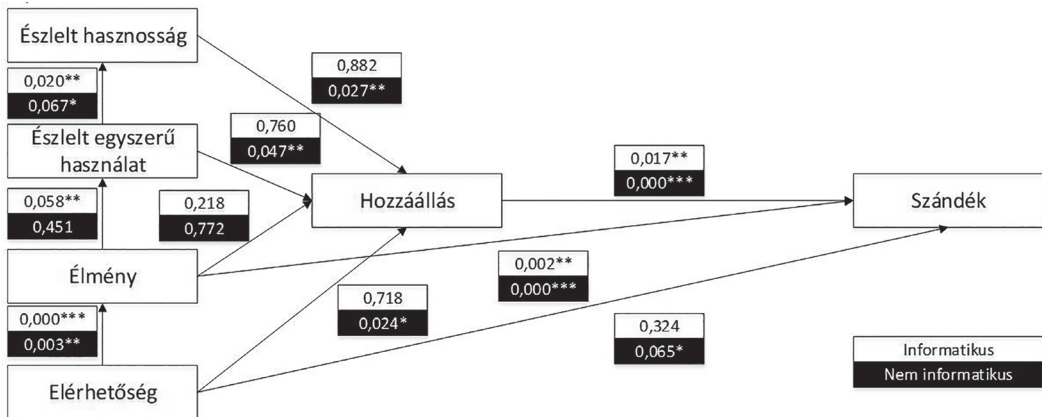 Észlelt hasznosság
0,882
0,027**
0,020**
0,067*
Észlelt egyszerű
használat
0,760
0,047**
0,017**
0,000***
Hozzáállás
Szándék
0,058**
0,451
0,218
0,772
Élmény
0,002**
0,000***
0,000***
0,003**
0,718
0,024*
0,324
0,065*
Informatikus
Nem informatikus
Elérhetőség